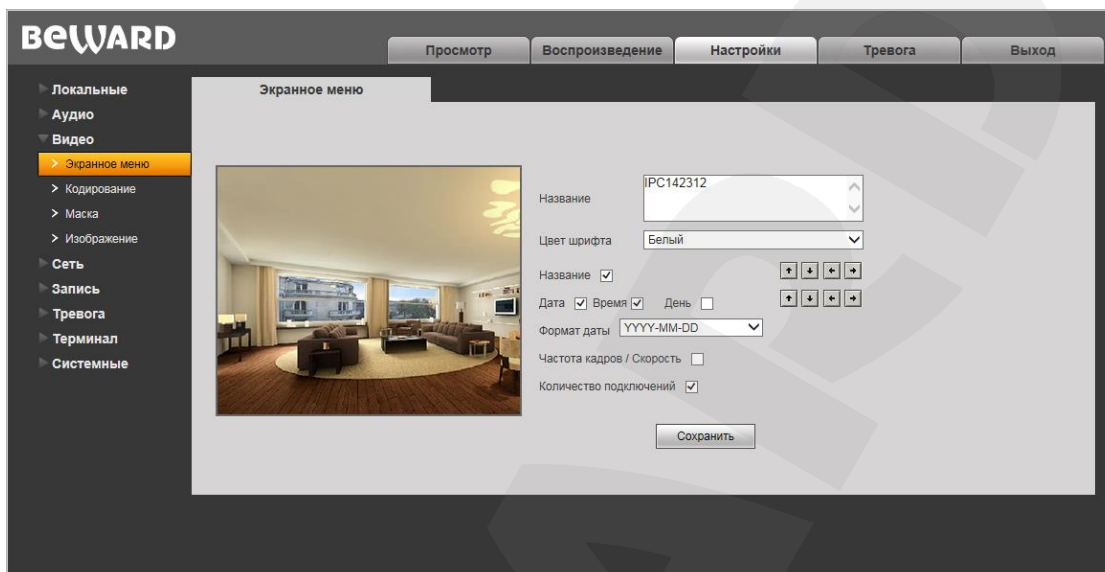 BEWARD
Просмотр Воспроизведение Настройки Тревога Выход
Локальные
Аудио
Видео
> Экранное меню
> Кодирование
> Маска
> Изображение
Сеть
Запись
Тревога
Терминал
Системные
Экранное меню
Название IPC142312
Цвет шрифта Белый
Название
Дата Время День
Формат даты YYYY-MM-DD
Частота кадров / Скорость
Количество подключений
Сохранить